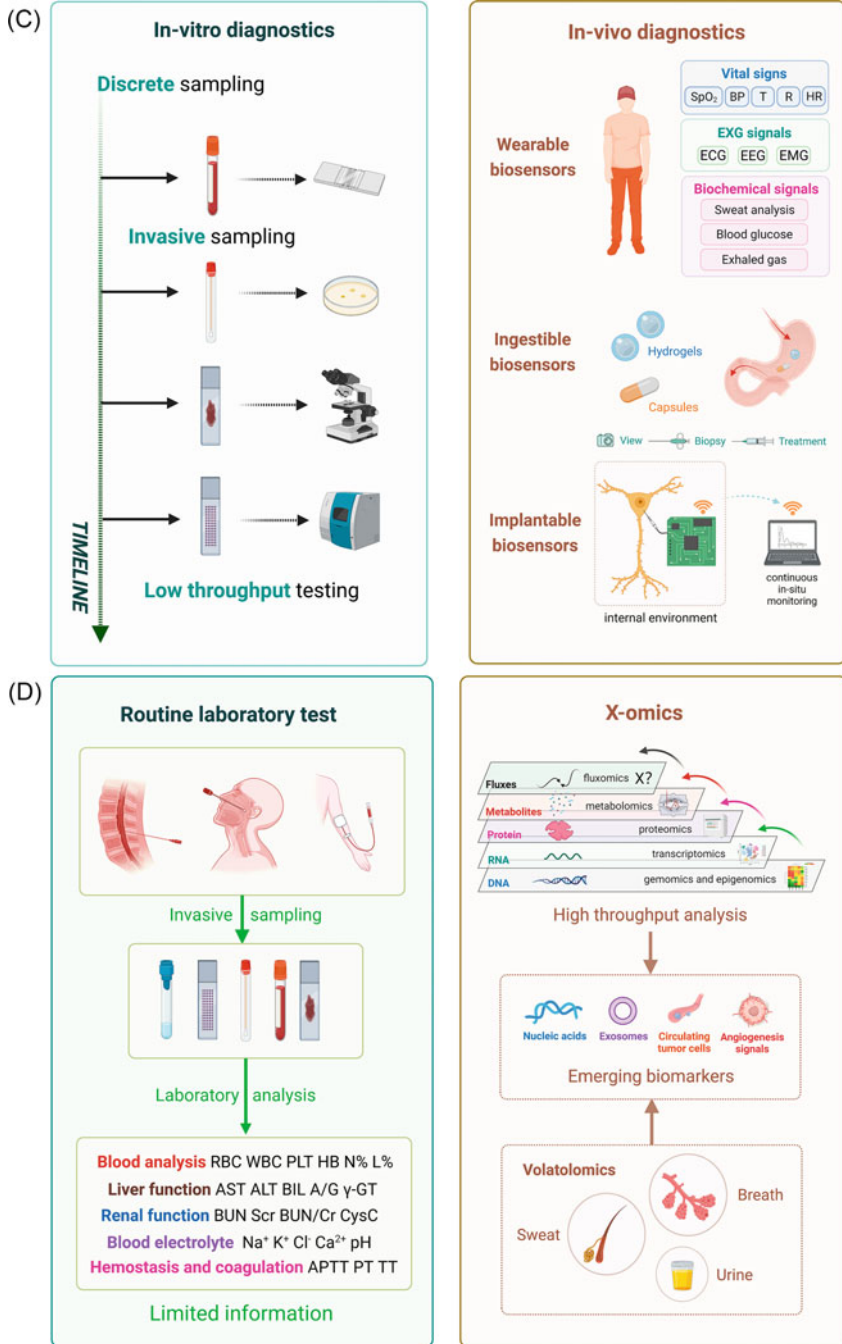 (C)
In-vitro diagnostics
Discrete sampling
Invasive sampling
Low throughput testing
TIMELINE
In-vivo diagnostics
Wearable
biosensors
Vital signs
SpO₂ BP T R HR
EXG signals
ECG EEG EMG
Biochemical signals
Sweat analysis
Blood glucose
Exhaled gas
Ingestible
biosensors
Hydrogels
Capsules
View Biopsy Treatment
Implantable
biosensors
internal environment
continuous
in-situ
monitoring
(D)
Routine laboratory test
Invasive sampling
Laboratory analysis
Blood analysis RBC WBC PLT HB N% L%
Liver function AST ALT BIL A/G γ-GT
Renal function BUN Scr BUN/Cr CysC
Blood electrolyte Na⁺ K⁺ Cl⁻ Ca²⁺ pH
Hemostasis and coagulation APTT PT TT
Limited information
X-omics
Fluxes fluxomics X?
Metabolites metabolomics
Protein proteomics
RNA transcriptomics
DNA gemomics and epigenomics
High throughput analysis
Nucleic acids Exosomes Circulating tumor cells Angiogenesis signals
Emerging biomarkers
Volatolomics
Breath
Sweat
Urine